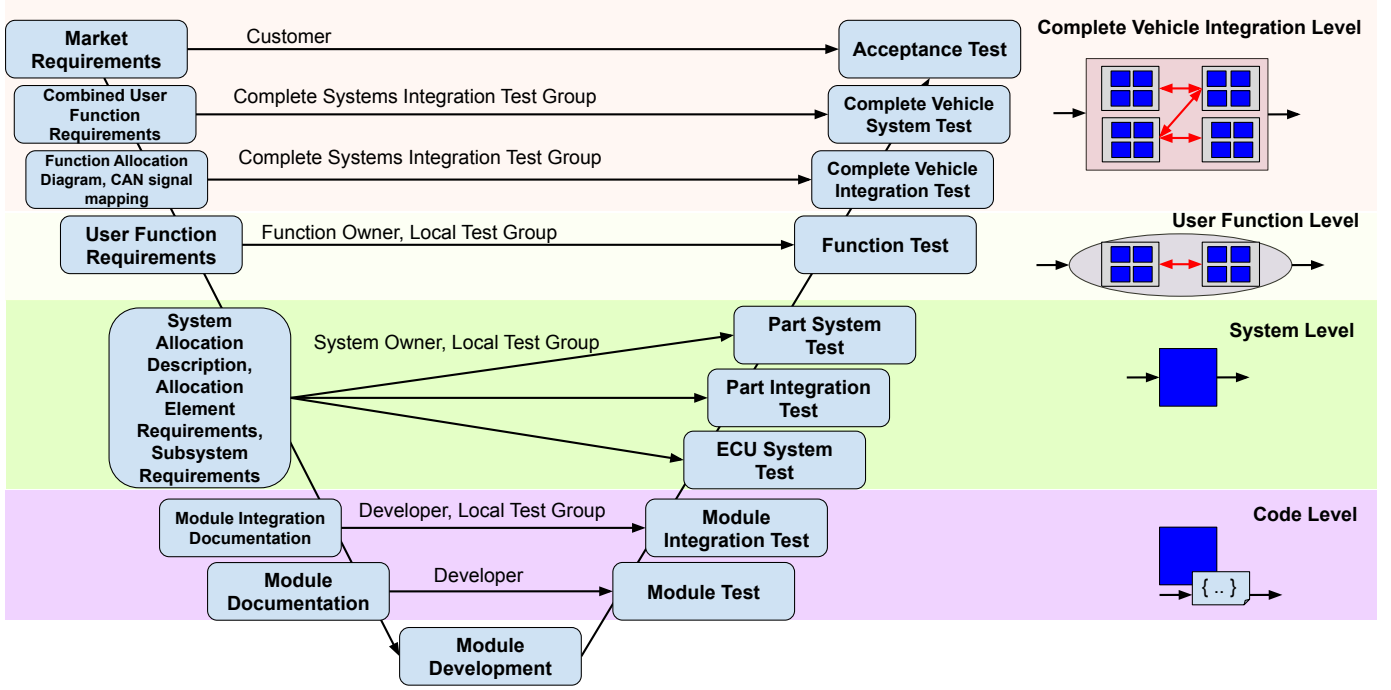 Market
Requirements
Customer
Acceptance Test
Complete Vehicle Integration Level
Combined User
Function
Requirements
Complete Systems Integration Test Group
Complete Vehicle
System Test
Function Allocation
Diagram, CAN signal
mapping
Complete Systems Integration Test Group
Complete Vehicle
Integration Test
User Function
Requirements
Function Owner, Local Test Group
Function Test
User Function Level
System
Allocation
Description,
Allocation
Element
Requirements,
Subsystem
Requirements
System Owner, Local Test Group
Part System
Test
System Level
Part Integration
Test
ECU System
Test
Module Integration
Documentation
Developer, Local Test Group
Module
Integration Test
Code Level
{ .. }
Module
Documentation
Developer
Module Test
Module
Development